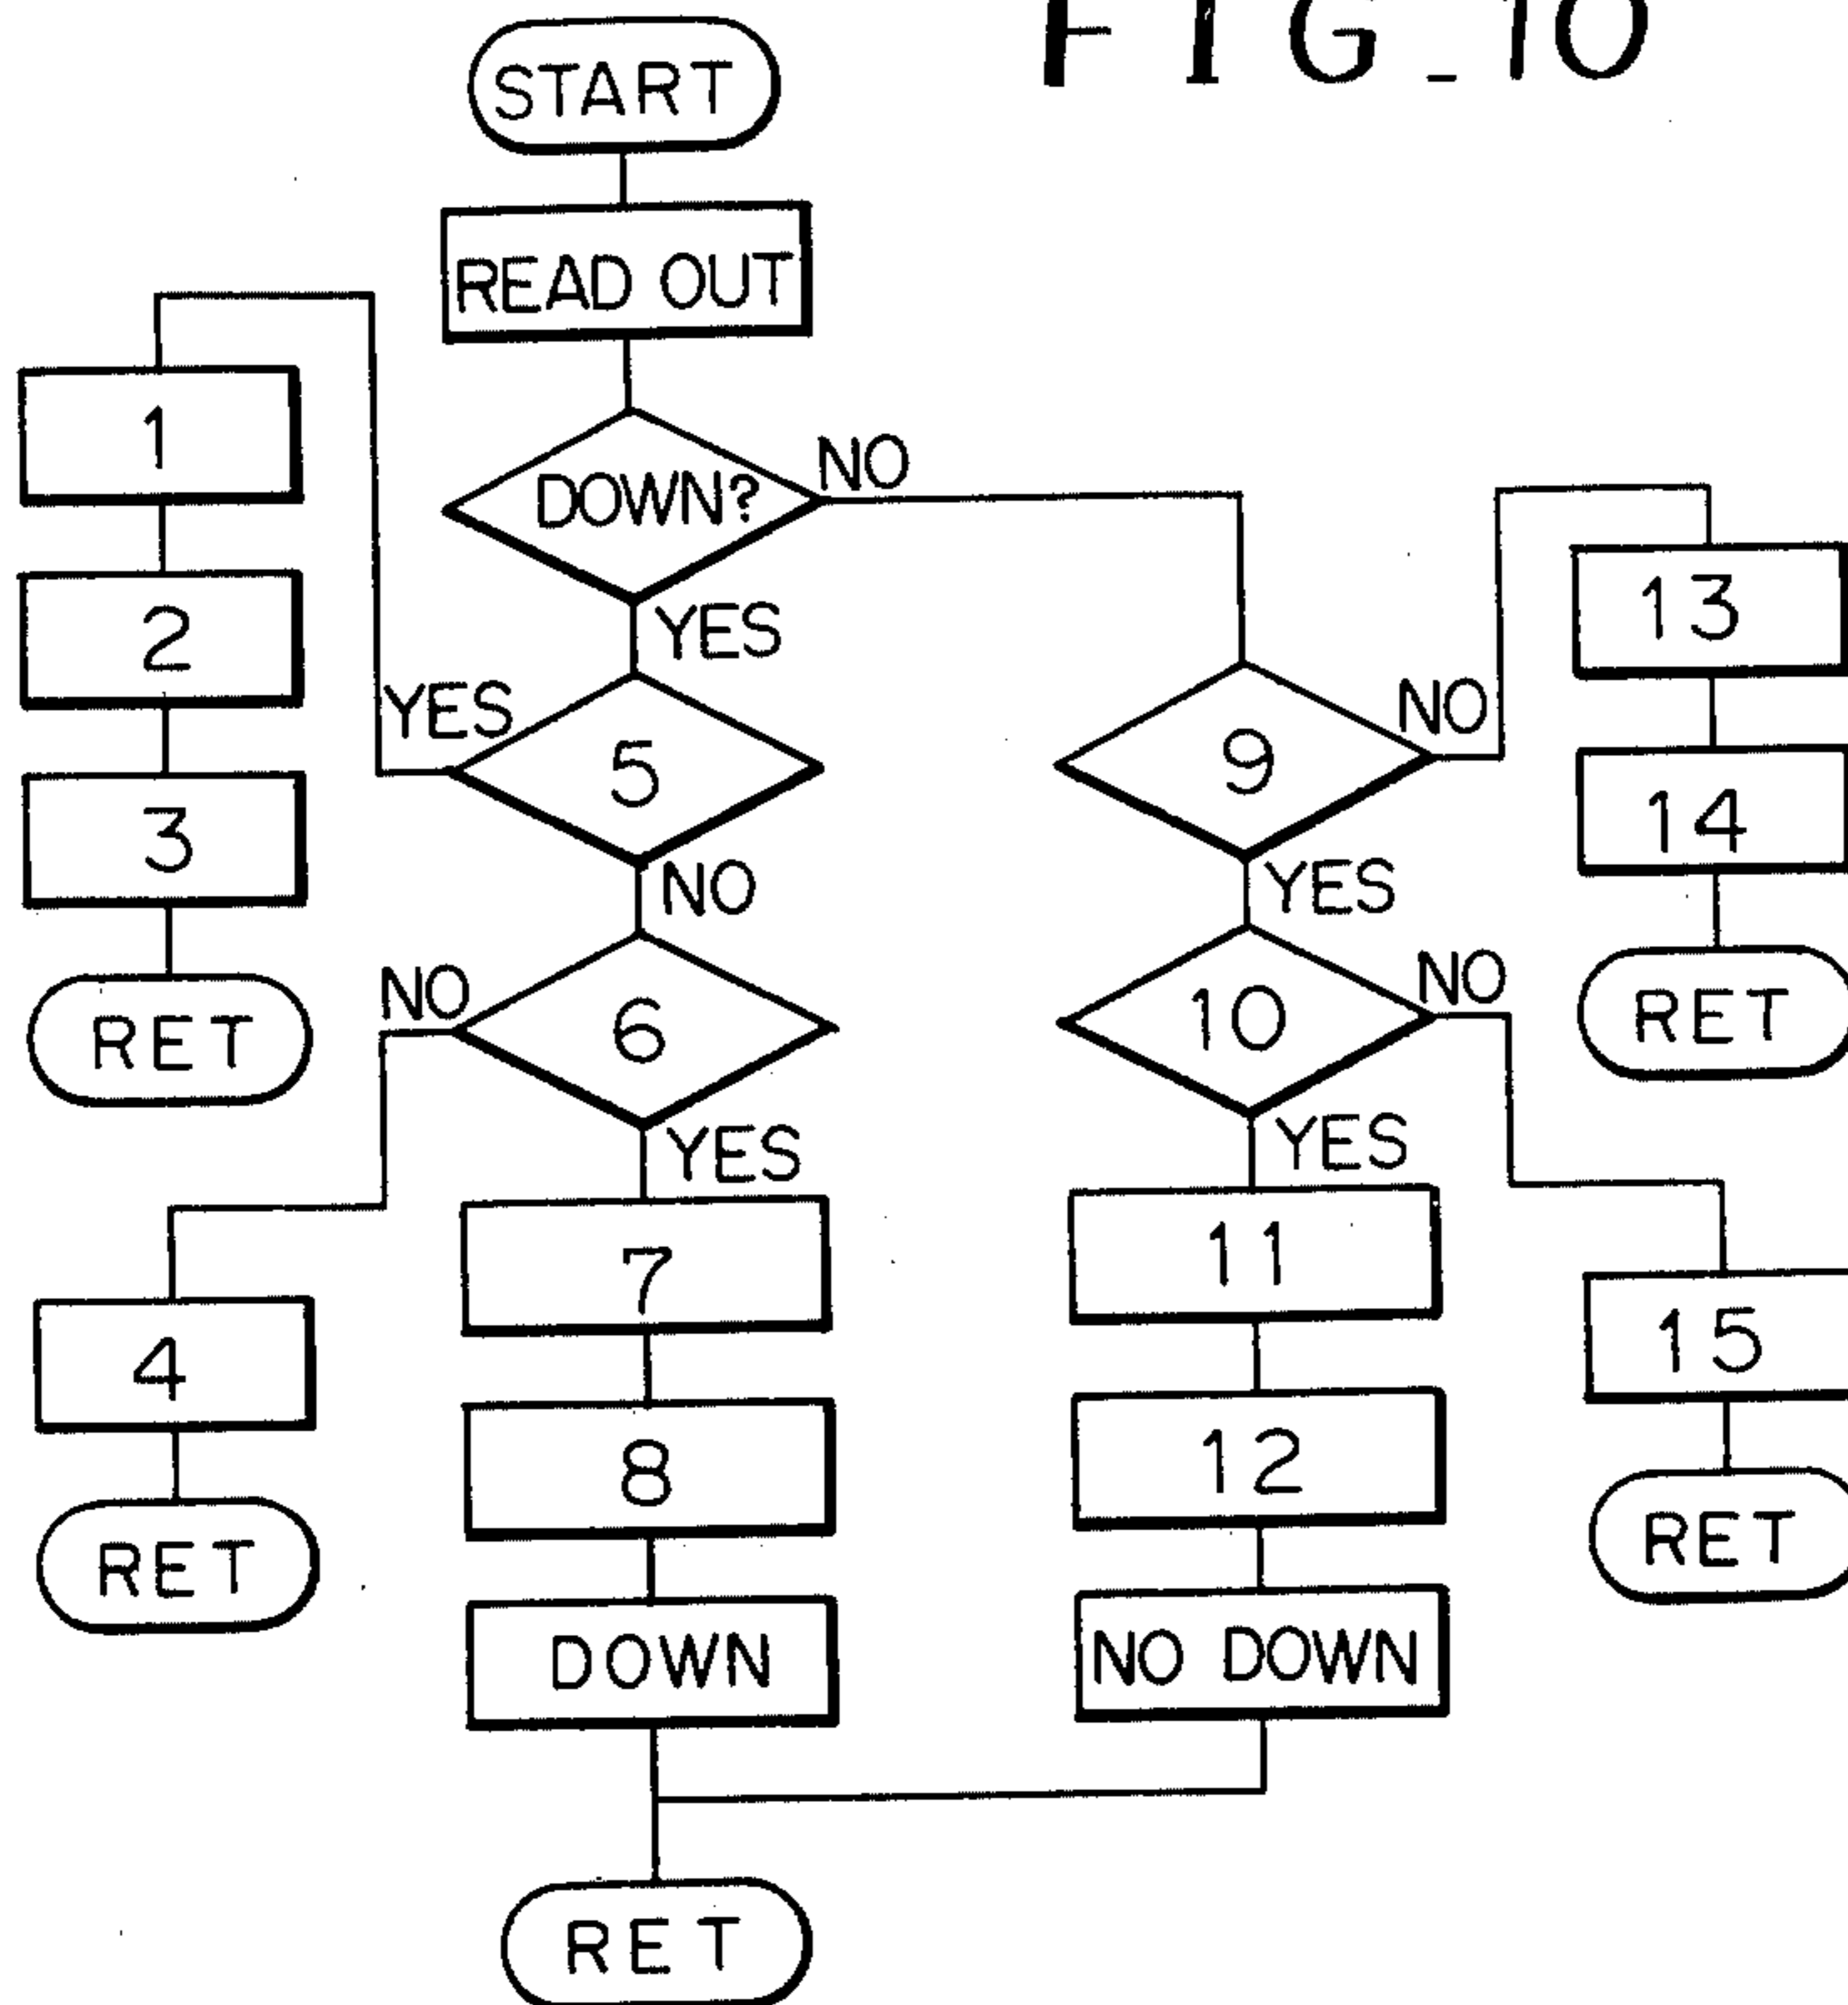 FIG_10
START
READ OUT
1
DOWN?
NO
YES
2
13
YES
5
NO
9
NO
3
14
YES
NO
6
10
NO
RET
RET
YES
YES
7
11
4
15
8
12
RET
RET
DOWN
NO DOWN
RET